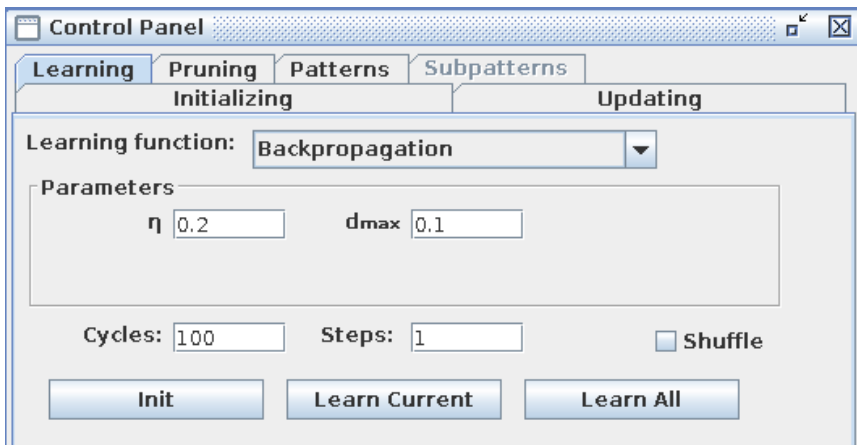 Control Panel
Learning Pruning Patterns Subpatterns
Initializing Updating
Learning function: Backpropagation
Parameters
η 0.2 dmax 0.1
Cycles: 100 Steps: 1 Shuffle
Init Learn Current Learn All